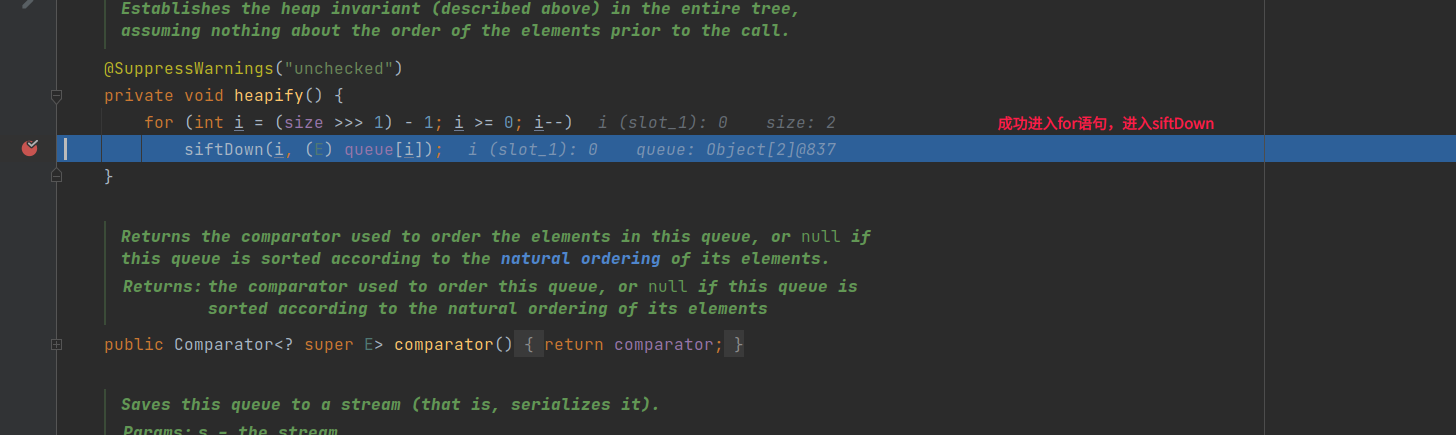 Establishes the heap invariant (described above) in the entire tree,
assuming nothing about the order of the elements prior to the call.
@SuppressWarnings("unchecked")
private void heapify() {
for (int i = (size >>> 1) - 1; i >= 0; i--) i (slot_1): 0 size: 2 成功进入for语句，进入siftDown
siftDown(i, (E) queue[i]); i (slot_1): 0 queue: Object[2]@837
}
Returns the comparator used to order the elements in this queue, or null if
this queue is sorted according to the natural ordering of its elements.
Returns: the comparator used to order this queue, or null if this queue is
sorted according to the natural ordering of its elements
public Comparator<? super E> comparator() { return comparator; }
Saves this queue to a stream (that is, serializes it).
Params: s – the stream